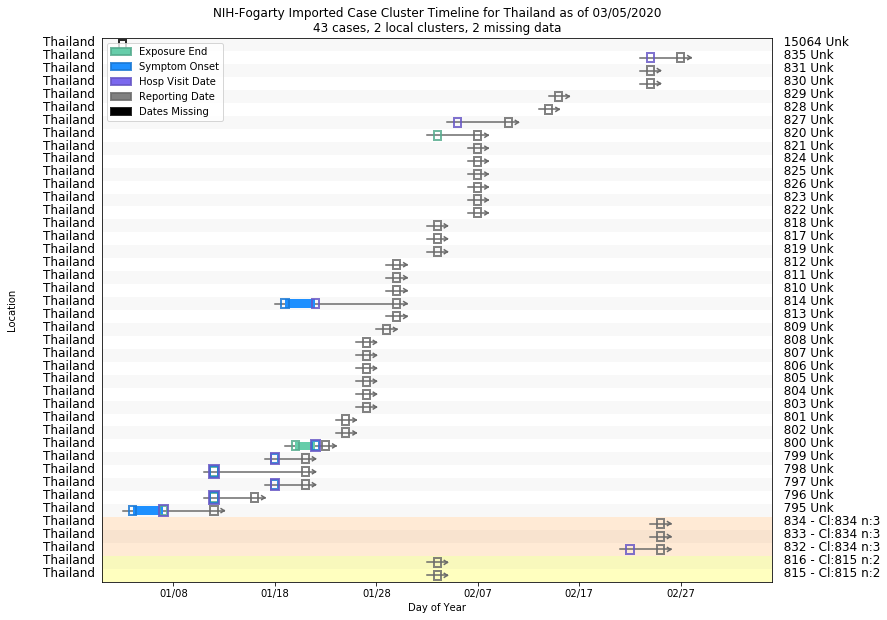 NIH-Fogarty Imported Case Cluster Timeline for Thailand as of 03/05/2020
43 cases, 2 local clusters, 2 missing data
Exposure End
Symptom Onset
Hosp Visit Date
Reporting Date
Dates Missing
Location
Thailand 15064 Unk
Thailand 835 Unk
Thailand 831 Unk
Thailand 830 Unk
Thailand 829 Unk
Thailand 828 Unk
Thailand 827 Unk
Thailand 820 Unk
Thailand 821 Unk
Thailand 824 Unk
Thailand 825 Unk
Thailand 826 Unk
Thailand 823 Unk
Thailand 822 Unk
Thailand 818 Unk
Thailand 817 Unk
Thailand 819 Unk
Thailand 812 Unk
Thailand 811 Unk
Thailand 810 Unk
Thailand 814 Unk
Thailand 813 Unk
Thailand 809 Unk
Thailand 808 Unk
Thailand 807 Unk
Thailand 806 Unk
Thailand 805 Unk
Thailand 804 Unk
Thailand 803 Unk
Thailand 801 Unk
Thailand 802 Unk
Thailand 800 Unk
Thailand 799 Unk
Thailand 798 Unk
Thailand 797 Unk
Thailand 796 Unk
Thailand 795 Unk
Thailand 834 - Cl:834 n:3
Thailand 833 - Cl:834 n:3
Thailand 832 - Cl:834 n:3
Thailand 816 - Cl:815 n:2
Thailand 815 - Cl:815 n:2
01/08 01/18 01/28 02/07 02/17 02/27
Day of Year